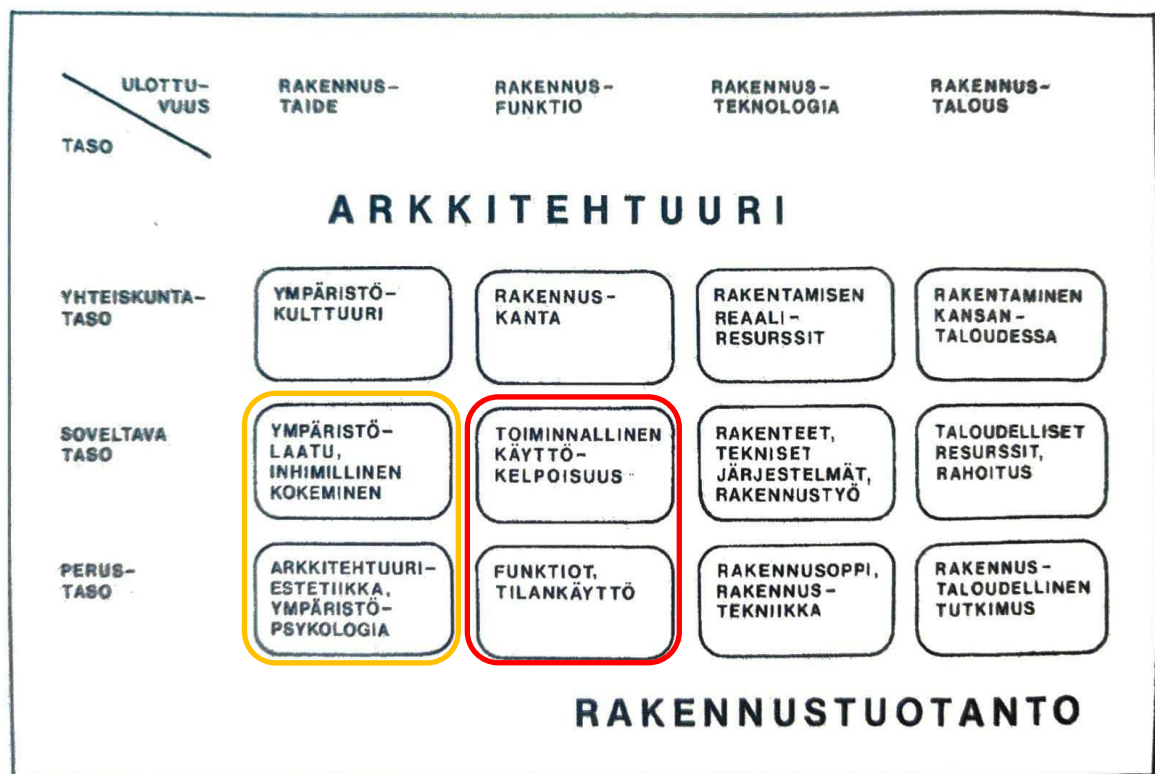 ULOTTU-
VUUS
TASO
RAKENNUS-
TAIDE
RAKENNUS-
FUNKTIO
RAKENNUS-
TEKNOLOGIA
RAKENNUS-
TALOUS
ARKKITEHTUURI
YHTEISKUNTA-
TASO
YMPÄRISTÖ-
KULTTUURI
RAKENNUS-
KANTA
RAKENTAMISEN
REAALI-
RESURSSIT
RAKENTAMINEN
KANSAN-
TALOUDESSA
SOVELTAVA
TASO
YMPÄRISTÖ-
LAATU,
INHIMILLINEN
KOKEMINEN
TOIMINNALLINEN
KÄYTTÖ-
KELPOISUUS
RAKENTEET,
TEKNISET
JÄRJESTELMÄT,
RAKENNUSTYÖ
TALOUDELLISET
RESURSSIT,
RAHOITUS
PERUS-
TASO
ARKKITEHTUURI-
ESTETIIKKA,
YMPÄRISTÖ-
PSYKOLOGIA
FUNKTIOT,
TILANKÄYTTÖ
RAKENNUSOPPI,
RAKENNUS-
TEKNIIKKA
RAKENNUS-
TALOUDELLINEN
TUTKIMUS
RAKENNUSTUOTANTO